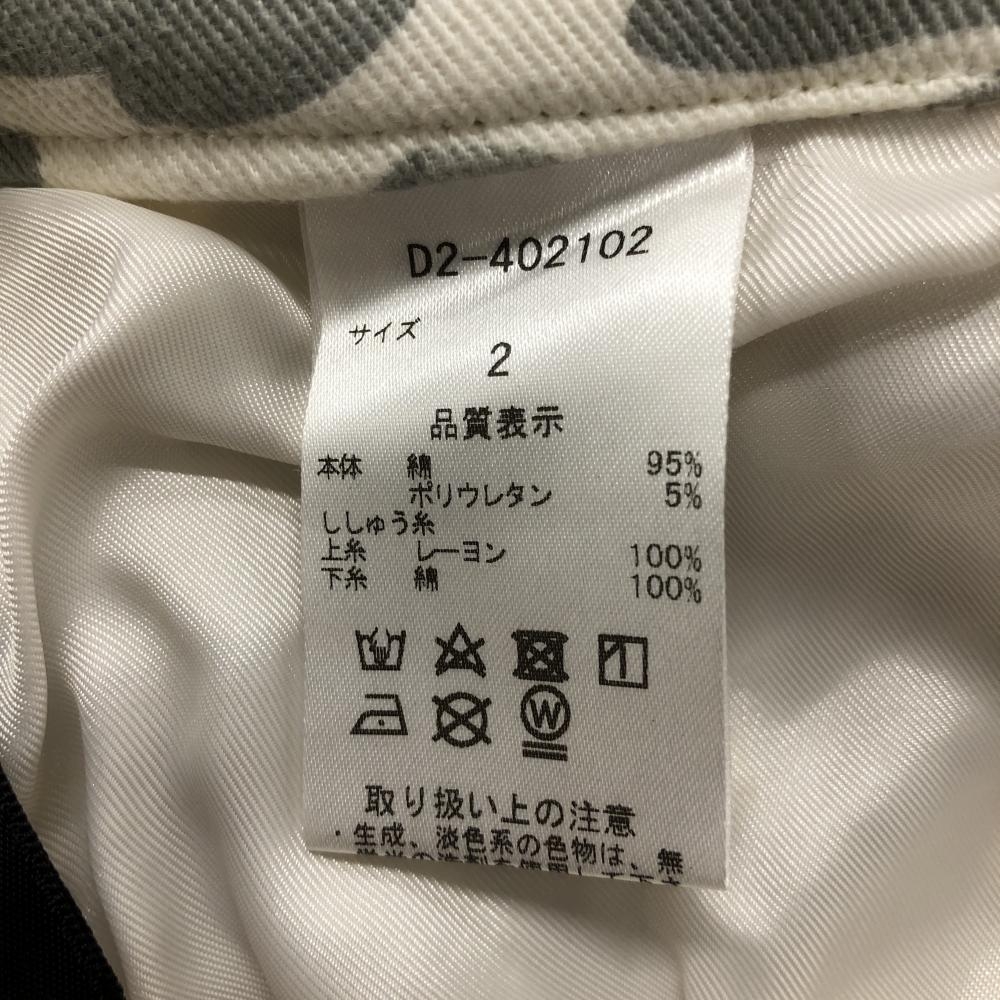 D2-402102
サイズ
2
品質表示
本体 綿 95%
ポリウレタン 5%
ししゅう糸
上糸 レーヨン 100%
下糸 綿 100%
W
取り扱い上の注意
・生成、淡色系の色物は、無